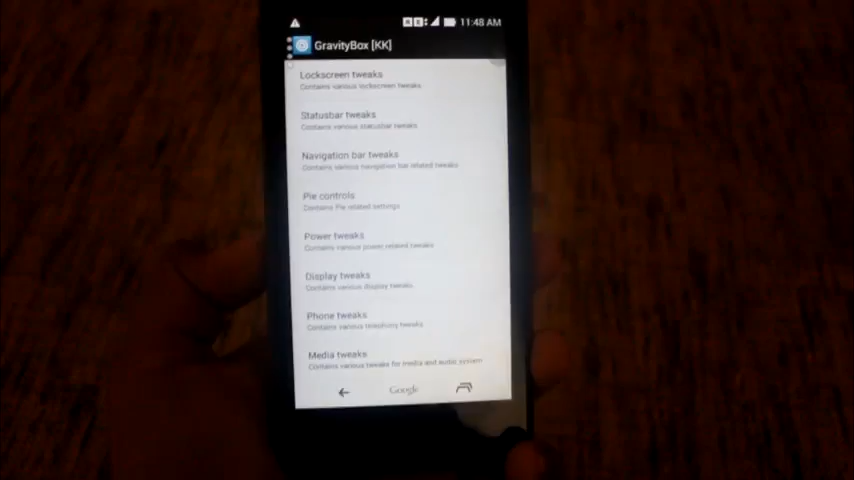 11:48 AM
GravityBox [KK]
Lockscreen tweaks
Contains various lockscreen tweaks
Statusbar tweaks
Contains various statusbar tweaks
Navigation bar tweaks
Contains various navigation bar related tweaks
Pie controls
Contains Pie related settings
Power tweaks
Contains various power related tweaks
Display tweaks
Contains various display tweaks
Phone tweaks
Contains various telephony tweaks
Media tweaks
Contains various tweaks for media and audio system
Google